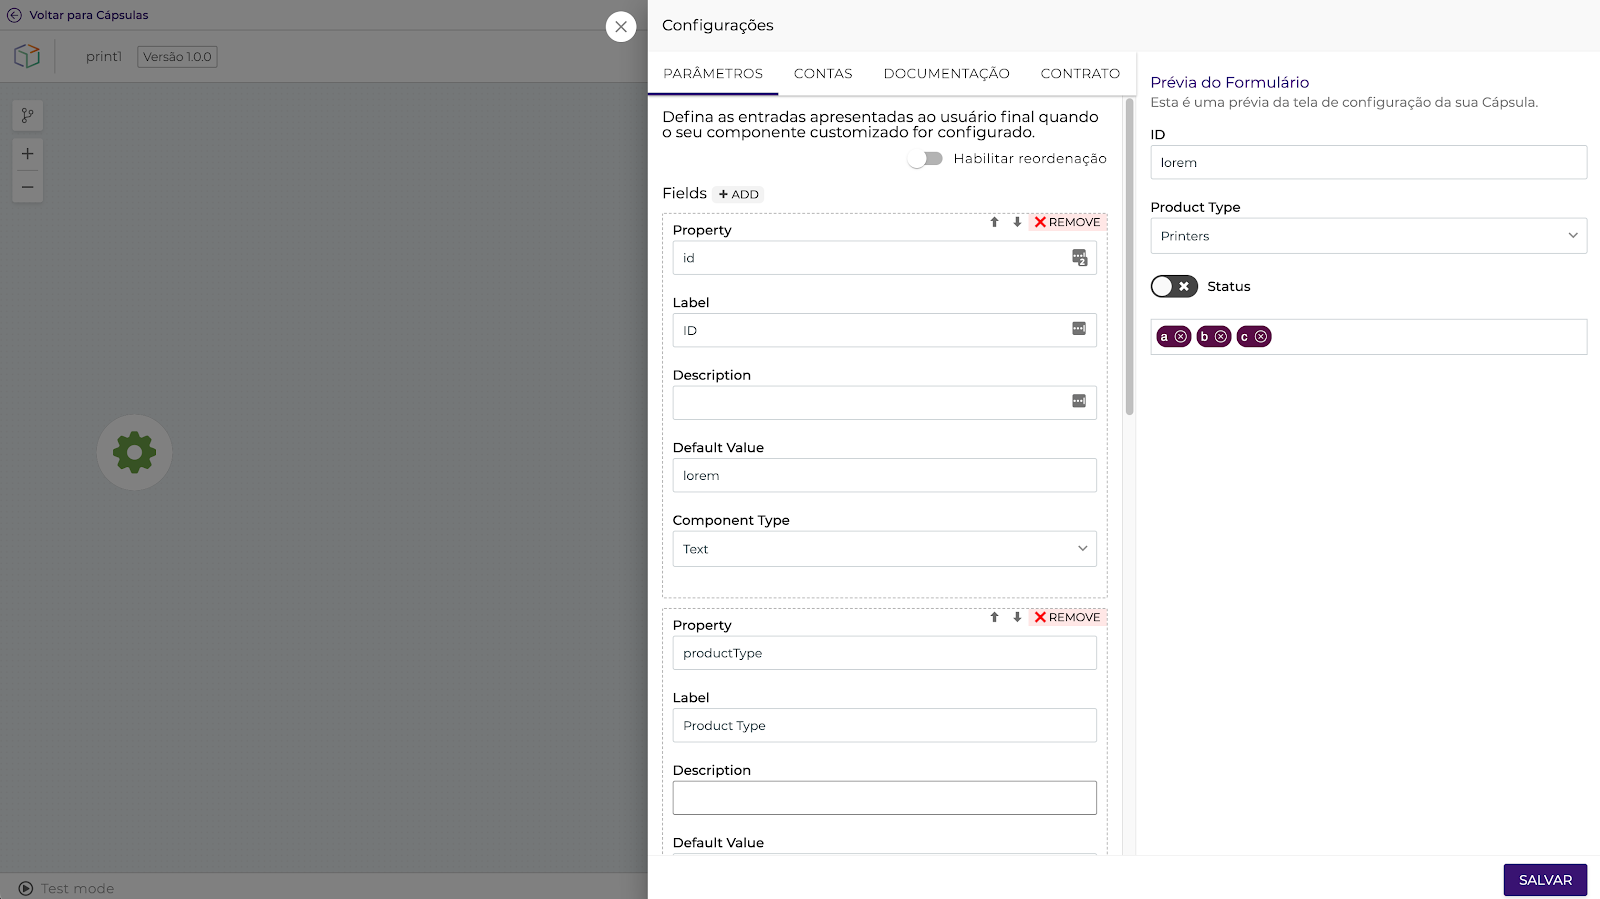 Voltar para Cápsulas
print1
Versão 1.0.0
Test mode
Configurações
PARÂMETROS
CONTAS
DOCUMENTAÇÃO
CONTRATO
Defina as entradas apresentadas ao usuário final quando
o seu componente customizado for configurado.
Habilitar reordenação
Fields
+ ADD
REMOVE
Property
id
2
Label
ID
Description
Default Value
lorem
Component Type
Text
REMOVE
Property
productType
Label
Product Type
Description
Default Value
Prévia do Formulário
Esta é uma prévia da tela de configuração da sua Cápsula.
ID
lorem
Product Type
Printers
Status
a
b
c
SALVAR